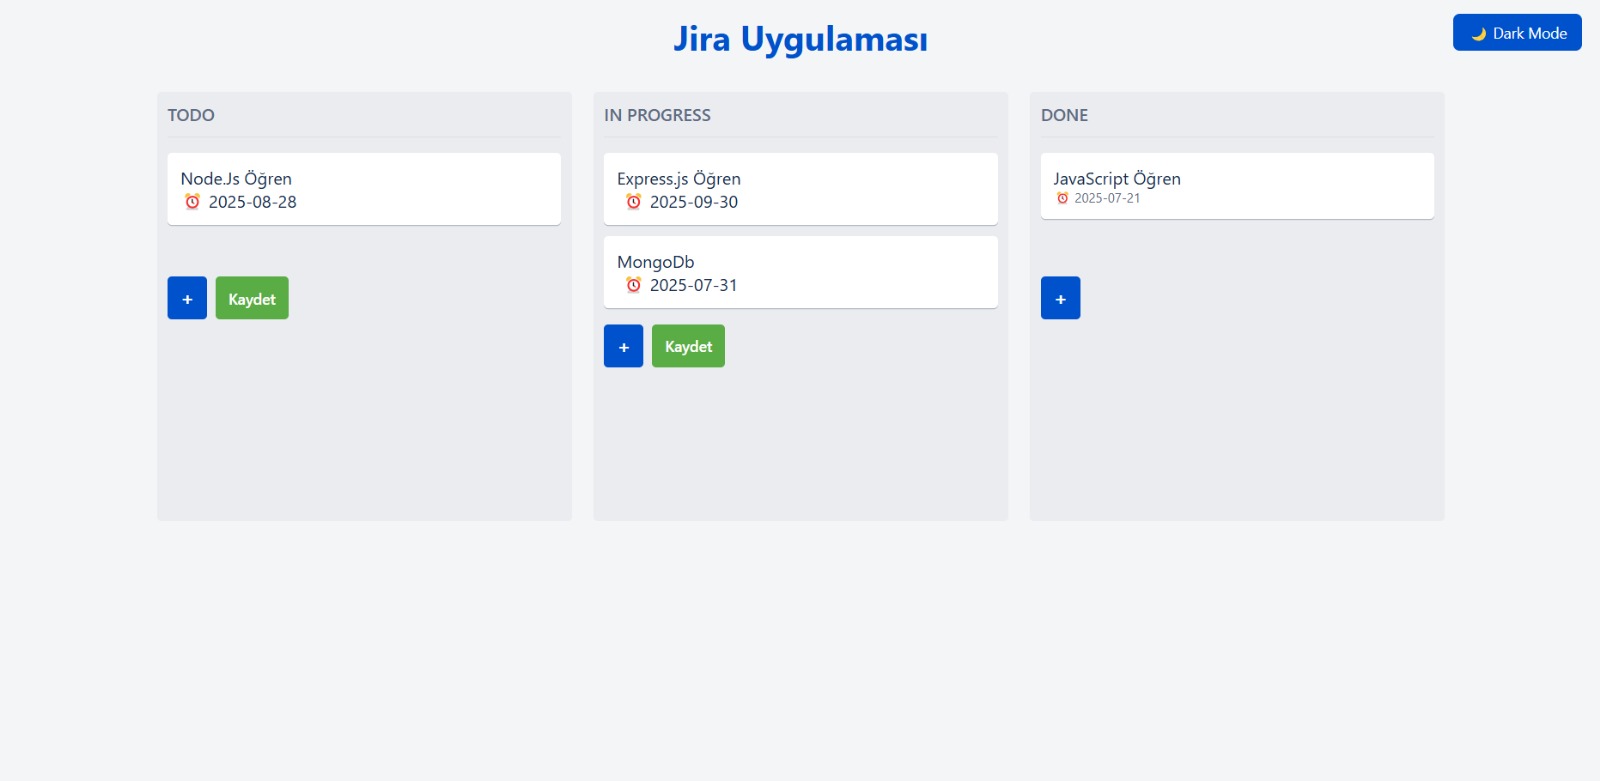 Jira Uygulaması
🌙 Dark Mode
TODO
Node.Js Öğren
⏰ 2025-08-28
+ Kaydet
IN PROGRESS
Express.js Öğren
⏰ 2025-09-30
MongoDb
⏰ 2025-07-31
+ Kaydet
DONE
JavaScript Öğren
⏰ 2025-07-21
+